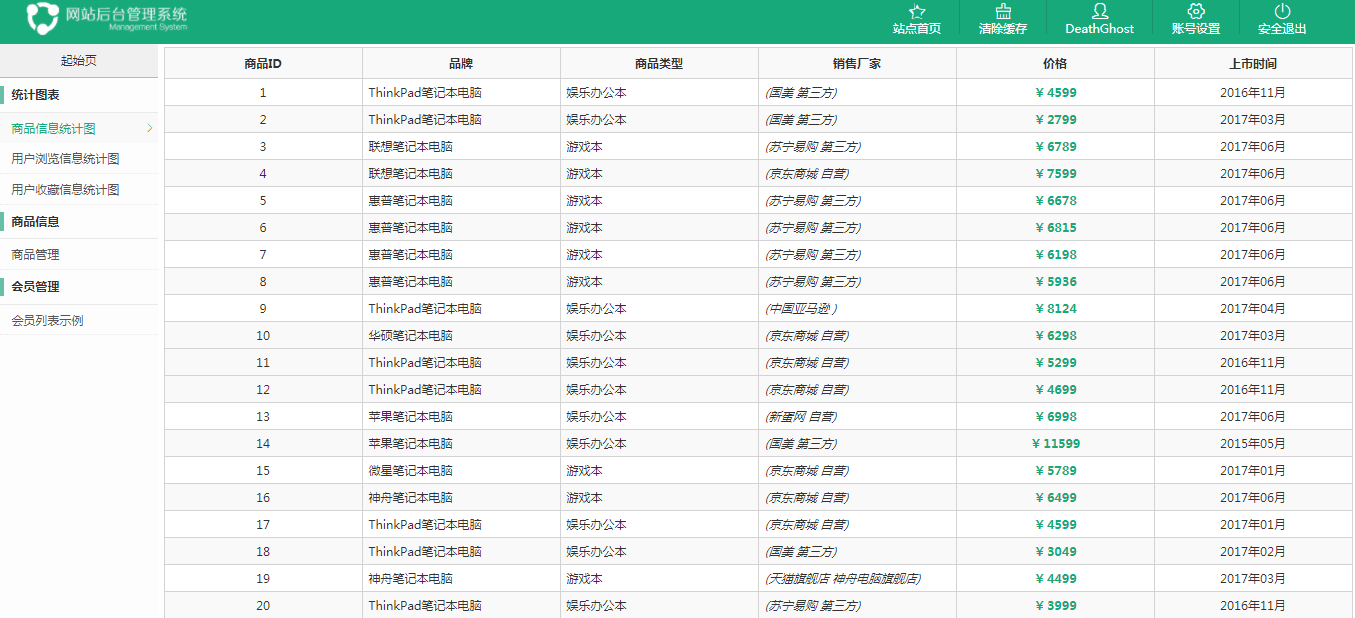 网站后台管理系统
Management System
站点首页 清除缓存 DeathGhost 账号设置 安全退出
起始页
统计图表
商品信息统计图
用户浏览信息统计图
用户收藏信息统计图
商品信息
商品管理
会员管理
会员列表示例
商品ID 品牌 商品类型 销售厂家 价格 上市时间
1 ThinkPad笔记本电脑 娱乐办公本 (国美 第三方) ¥ 4599 2016年11月
2 ThinkPad笔记本电脑 娱乐办公本 (国美 第三方) ¥ 2799 2017年03月
3 联想笔记本电脑 游戏本 (苏宁易购 第三方) ¥ 6789 2017年06月
4 联想笔记本电脑 游戏本 (京东商城 自营) ¥ 7599 2017年06月
5 惠普笔记本电脑 游戏本 (苏宁易购 第三方) ¥ 6678 2017年06月
6 惠普笔记本电脑 游戏本 (苏宁易购 第三方) ¥ 6815 2017年06月
7 惠普笔记本电脑 游戏本 (苏宁易购 第三方) ¥ 6198 2017年06月
8 惠普笔记本电脑 游戏本 (苏宁易购 第三方) ¥ 5936 2017年06月
9 ThinkPad笔记本电脑 娱乐办公本 (中国亚马逊 ) ¥ 8124 2017年04月
10 华硕笔记本电脑 娱乐办公本 (京东商城 自营) ¥ 6298 2017年03月
11 ThinkPad笔记本电脑 娱乐办公本 (京东商城 自营) ¥ 5299 2016年11月
12 ThinkPad笔记本电脑 娱乐办公本 (京东商城 自营) ¥ 4699 2016年11月
13 苹果笔记本电脑 娱乐办公本 (新蛋网 自营) ¥ 6998 2017年06月
14 苹果笔记本电脑 娱乐办公本 (国美 第三方) ¥ 11599 2015年05月
15 微星笔记本电脑 游戏本 (京东商城 自营) ¥ 5789 2017年01月
16 神舟笔记本电脑 游戏本 (京东商城 自营) ¥ 6499 2017年06月
17 ThinkPad笔记本电脑 娱乐办公本 (京东商城 自营) ¥ 4599 2017年01月
18 ThinkPad笔记本电脑 娱乐办公本 (国美 第三方) ¥ 3049 2017年02月
19 神舟笔记本电脑 游戏本 (天猫旗舰店 神舟电脑旗舰店) ¥ 4499 2017年03月
20 ThinkPad笔记本电脑 娱乐办公本 (苏宁易购 第三方) ¥ 3999 2016年11月